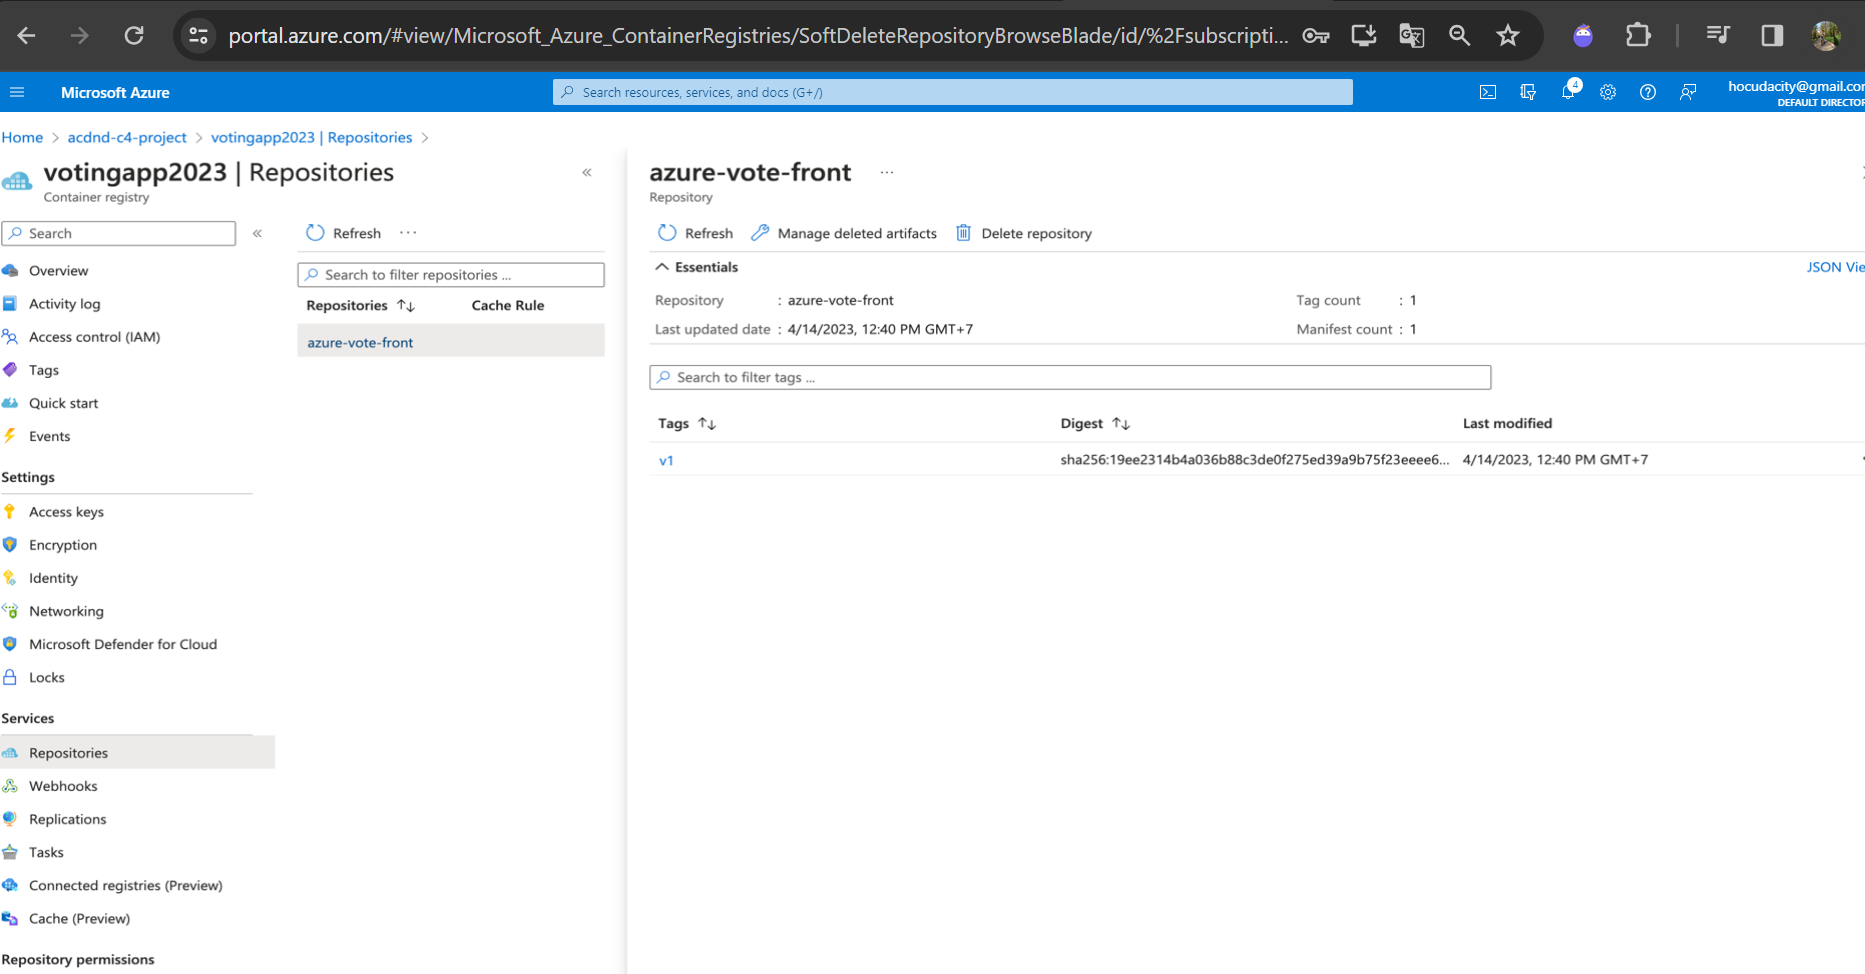 portal.azure.com/#view/Microsoft_Azure_ContainerRegistries/SoftDeleteRepositoryBrowseBlade/id/%2Fsubscripti...
Microsoft Azure
Search resources, services, and docs (G+/)
4
hocudacity@gmail.cor
DEFAULT DIRECTOR
Home > acdnd-c4-project > votingapp2023 | Repositories >
votingapp2023 | Repositories
Container registry
Search
Overview
Activity log
Access control (IAM)
Tags
Quick start
Events
Settings
Access keys
Encryption
Identity
Networking
Microsoft Defender for Cloud
Locks
Services
Repositories
Webhooks
Replications
Tasks
Connected registries (Preview)
Cache (Preview)
Repository permissions
Refresh ...
Search to filter repositories ...
Repositories Cache Rule
azure-vote-front
azure-vote-front ...
Repository
Refresh Manage deleted artifacts Delete repository
Essentials JSON Vie
Repository : azure-vote-front Tag count : 1
Last updated date : 4/14/2023, 12:40 PM GMT+7 Manifest count : 1
Search to filter tags ...
Tags Digest Last modified
v1 sha256:19ee2314b4a036b88c3de0f275ed39a9b75f23eeee6... 4/14/2023, 12:40 PM GMT+7